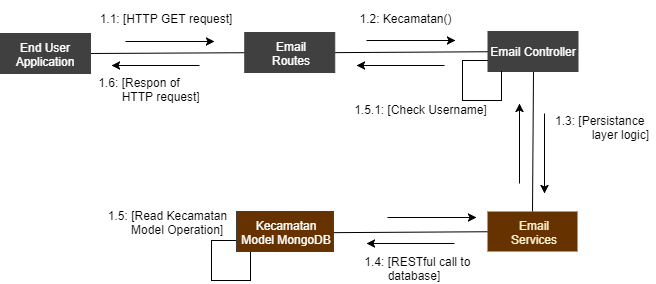 1.1: [HTTP GET request]
1.2: Kecamatan()
End User
Application
Email
Routes
Email Controller
1.6: [Respon of
HTTP request]
1.5.1: [Check Username]
1.3: [Persistance
layer logic]
1.5: [Read Kecamatan
Model Operation]
Kecamatan
Model MongoDB
Email
Services
1.4: [RESTful call to
database]